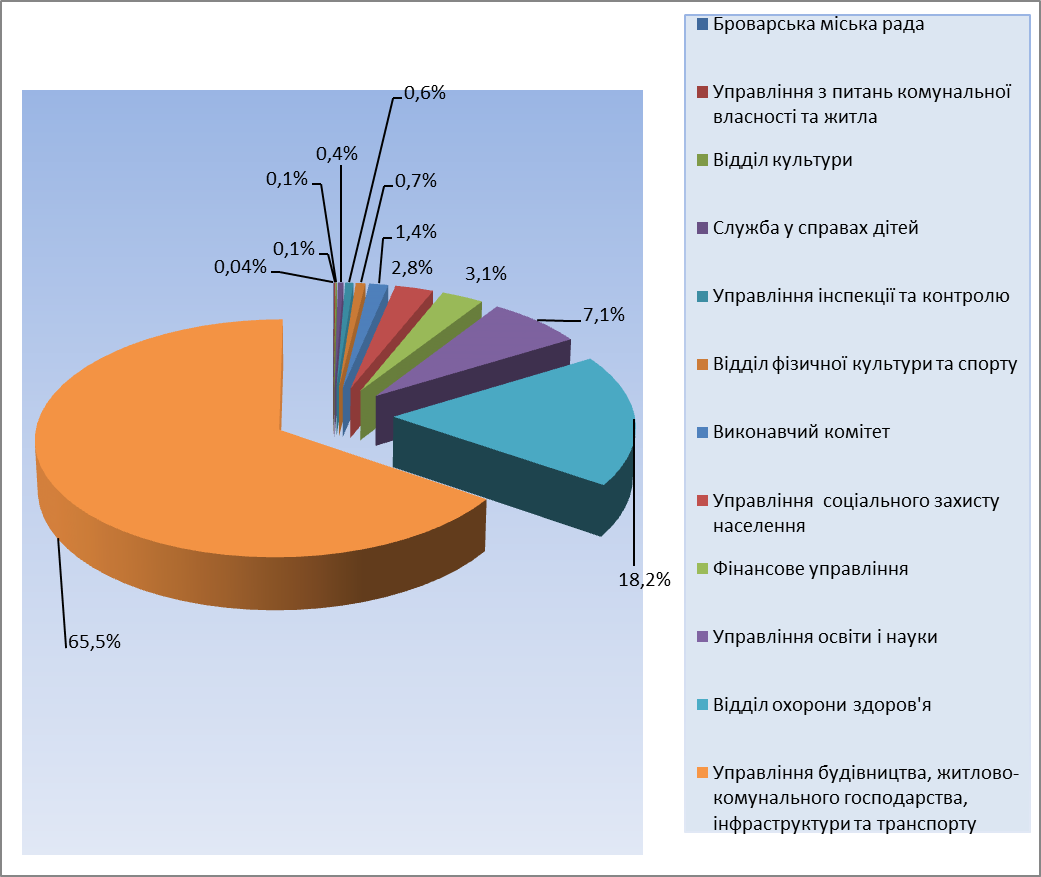 0,6%
0,4%
0,1%
0,7%
1,4%
0,1%
0,04%
2,8%
3,1%
7,1%
18,2%
65,5%
Броварська міська рада
Управління з питань комунальної
власності та житла
Відділ культури
Служба у справах дітей
Управління інспекції та контролю
Відділ фізичної культури та спорту
Виконавчий комітет
Управління соціального захисту
населення
Фінансове управління
Управління освіти і науки
Відділ охорони здоров'я
Управління будівництва, житлово-
комунального господарства,
інфраструктури та транспорту